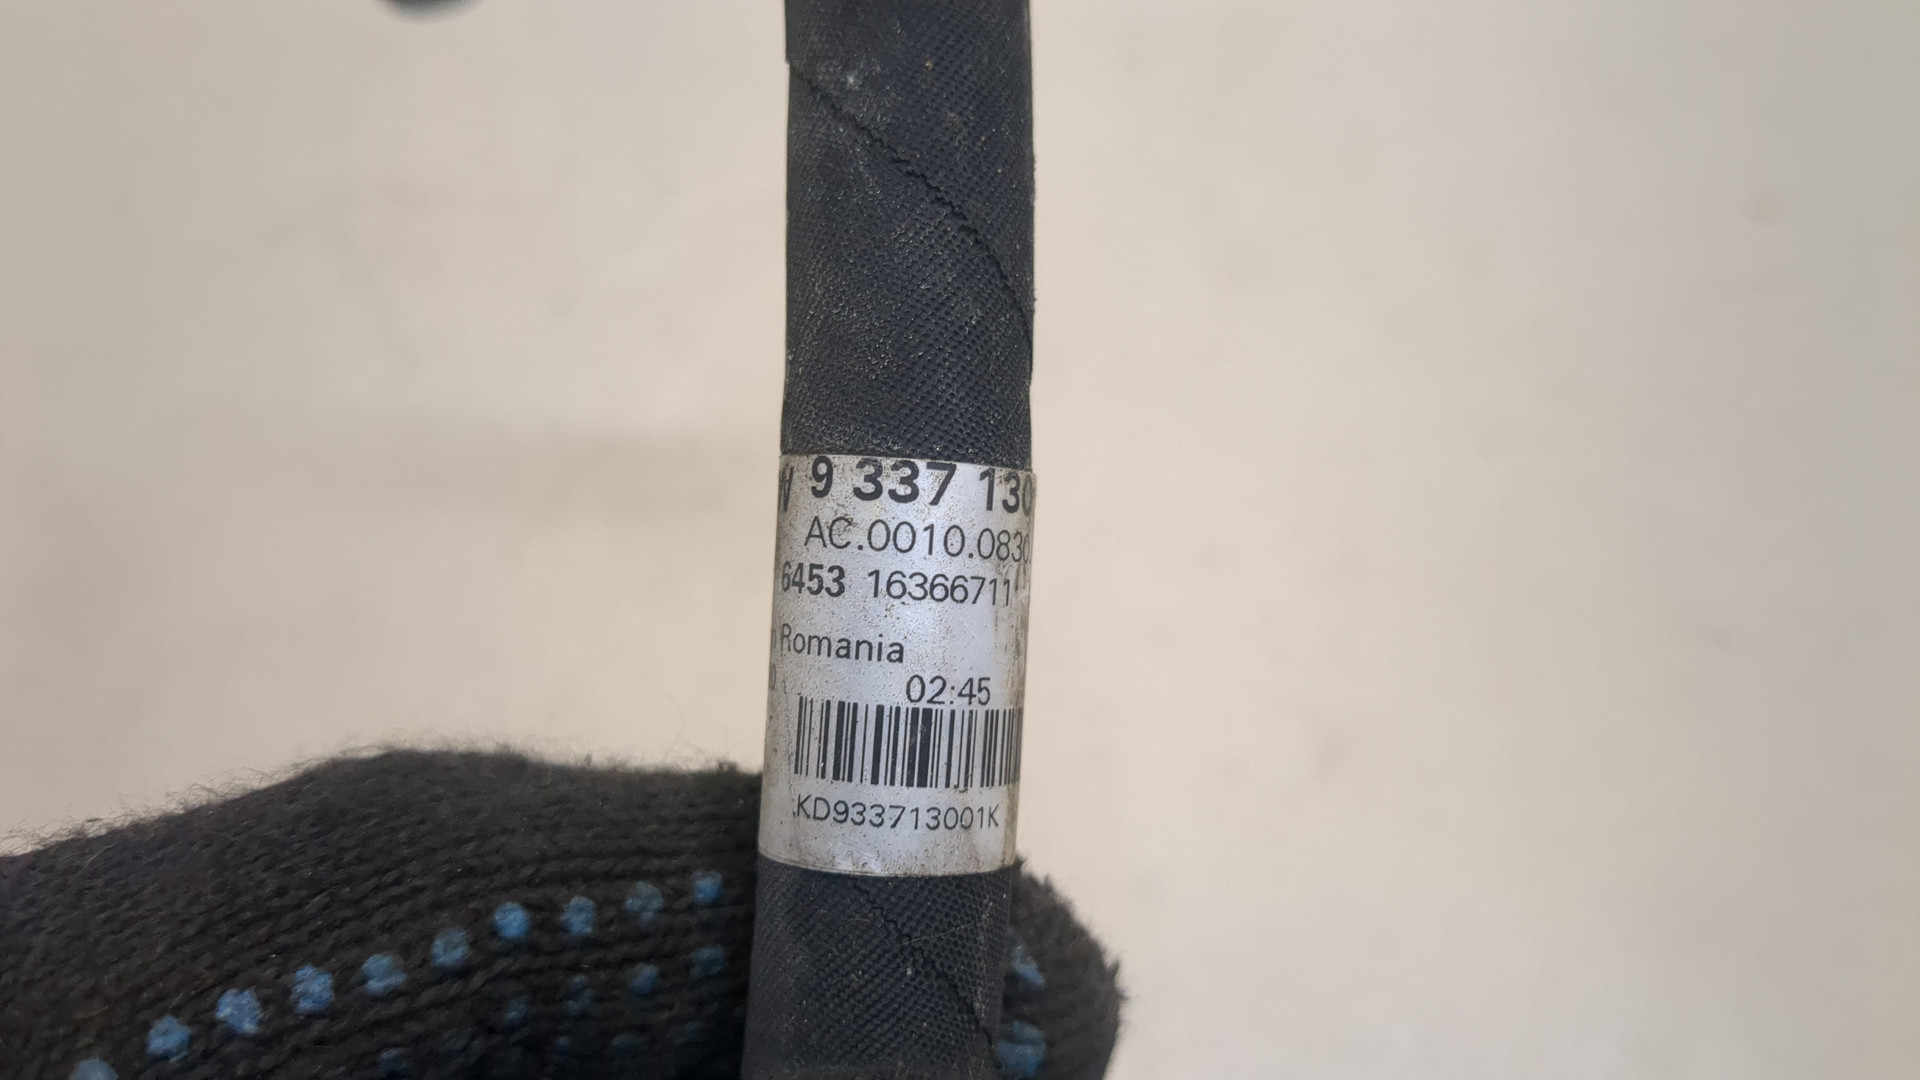 9 337 130
AC.0010.0830
6453 16366711
Romania
02:45
KD933713001K